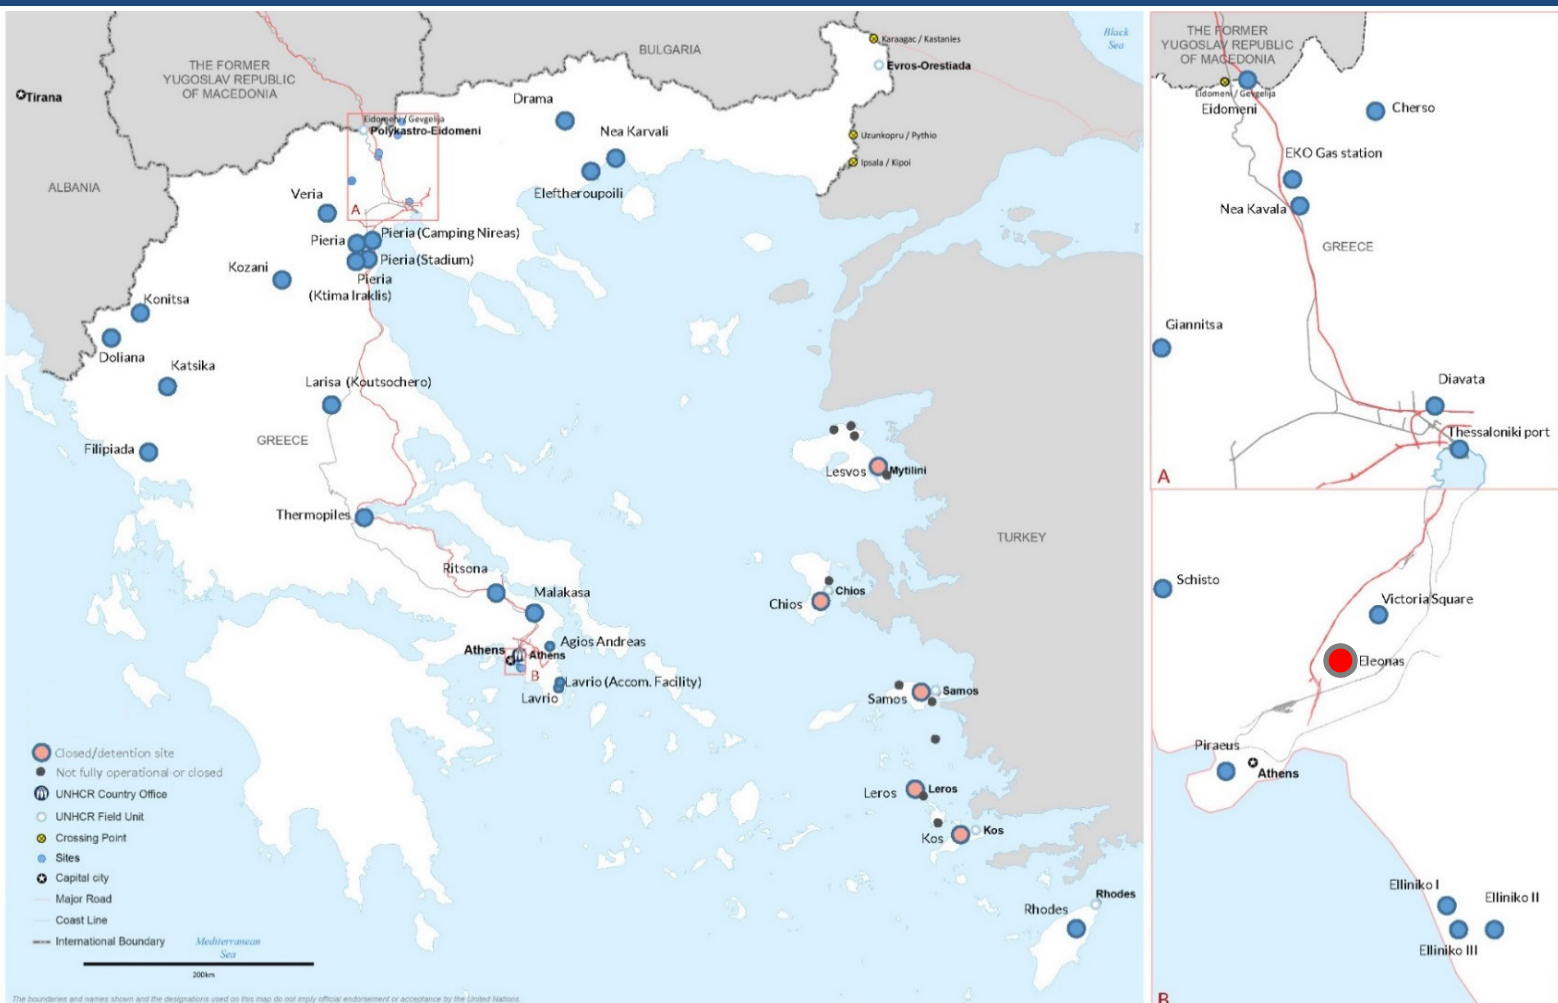 THE FORMER
YUGOSLAV REPUBLIC
OF MACEDONIA
BULGARIA
Black
Sea
Karaagac / Kastanies
Evros-Orestiada
Tirana
Drama
Eidomeni / Gevgelija
Polykastro-Eidomeni
Nea Karvali
Uzunkopru / Pythio
Ipsala / Kipoi
ALBANIA
Veria
A
Eleftheroupoili
Pieria
Pieria (Camping Nireas)
Pieria (Stadium)
Kozani
Pieria
(Ktima Iraklis)
Konitsa
Doliana
Katsika
Larisa (Koutsochero)
GREECE
Filipiada
Lesvos
Mytilini
Thermopiles
TURKEY
Ritsona
Malakasa
Chios
Chios
Athens
Athens
Agios Andreas
B
Lavrio (Accom. Facility)
Lavrio
Samos
Samos
Leros
Leros
Kos
Kos
Rhodes
Rhodes
Closed/detention site
Not fully operational or closed
UNHCR Country Office
UNHCR Field Unit
Crossing Point
Sites
Capital city
Major Road
Coast Line
International Boundary
Mediterranean
Sea
200km
The boundaries and names shown and the designations used on this map do not imply official endorsement or acceptance by the United Nations.
THE FORMER
YUGOSLAV REPUBLIC
OF MACEDONIA
Eidomeni / Gevgelija
Eidomeni
Cherso
EKO Gas station
Nea Kavala
GREECE
Giannitsa
Diavata
Thessaloniki port
A
Schisto
Victoria Square
Eleonas
Piraeus
Athens
Elliniko I
Elliniko II
Elliniko III
B